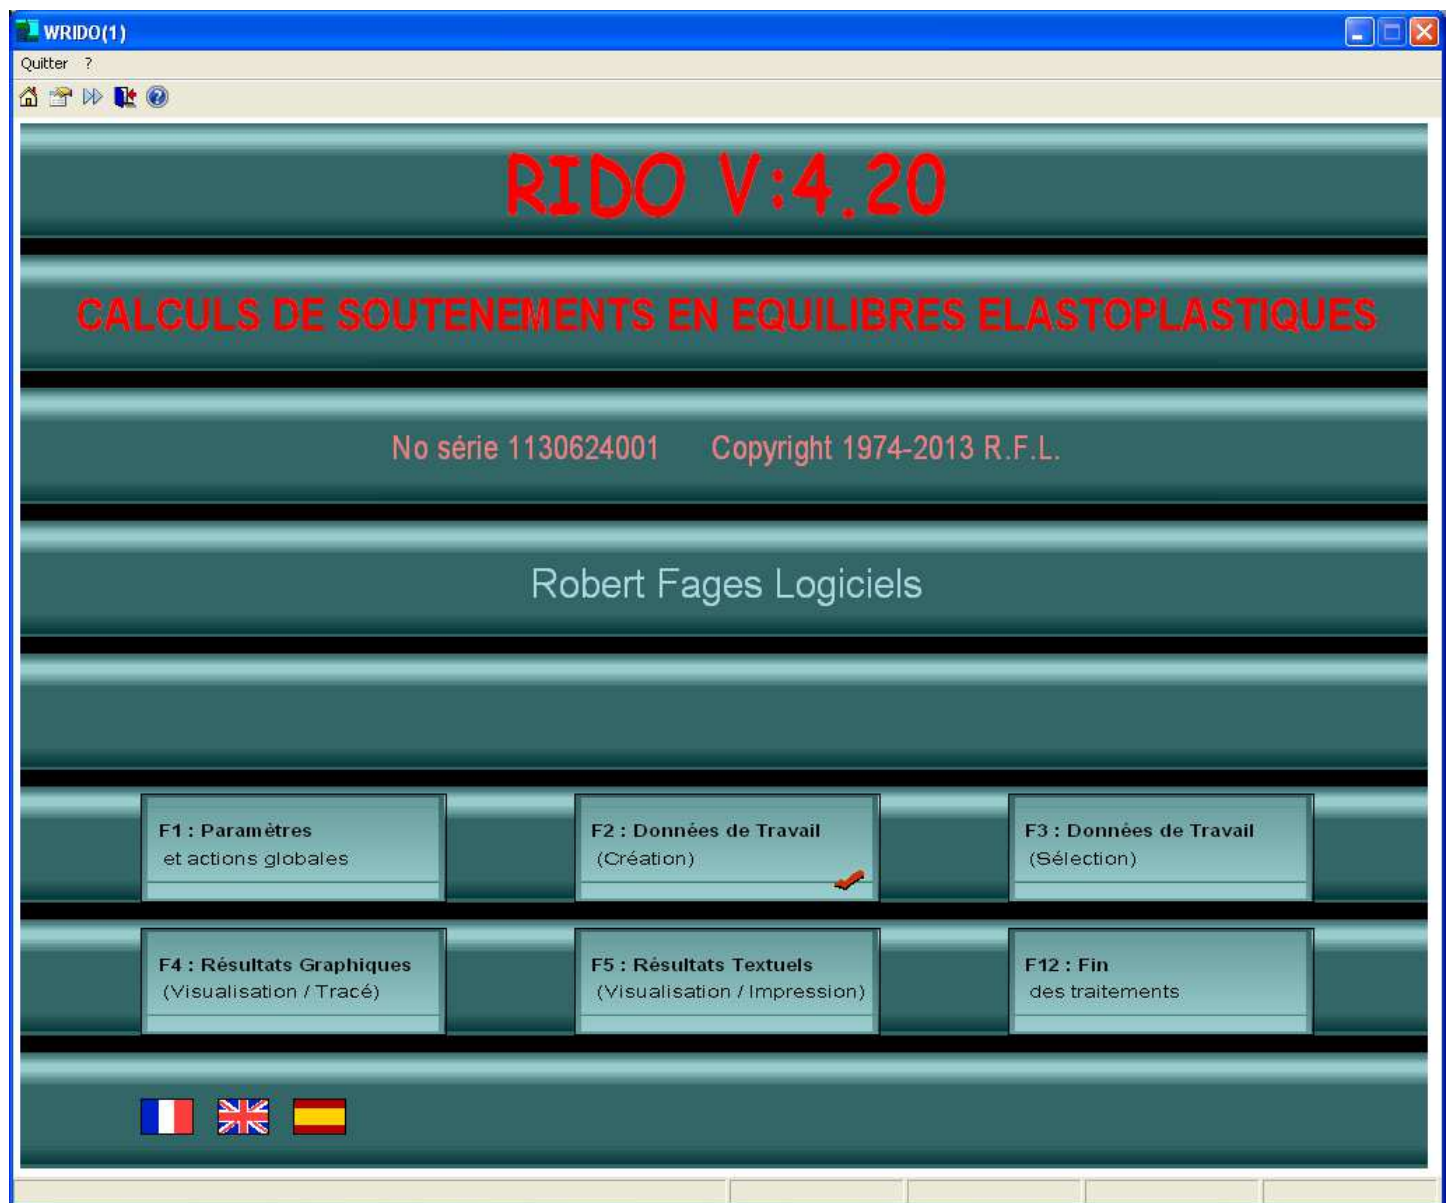 WRIDO(1)
Quitter ?
RIDO V:4.20
CALCULS DE SOUTENEMENTS EN EQUILIBRES ELASTOPLASTIQUES
No série 1130624001 Copyright 1974-2013 R.F.L.
Robert Fages Logiciels
F1 : Paramètres
et actions globales
F2 : Données de Travail
(Création)
F3 : Données de Travail
(Sélection)
F4 : Résultats Graphiques
(Visualisation / Tracé)
F5 : Résultats Textuels
(Visualisation / Impression)
F12 : Fin
des traitements